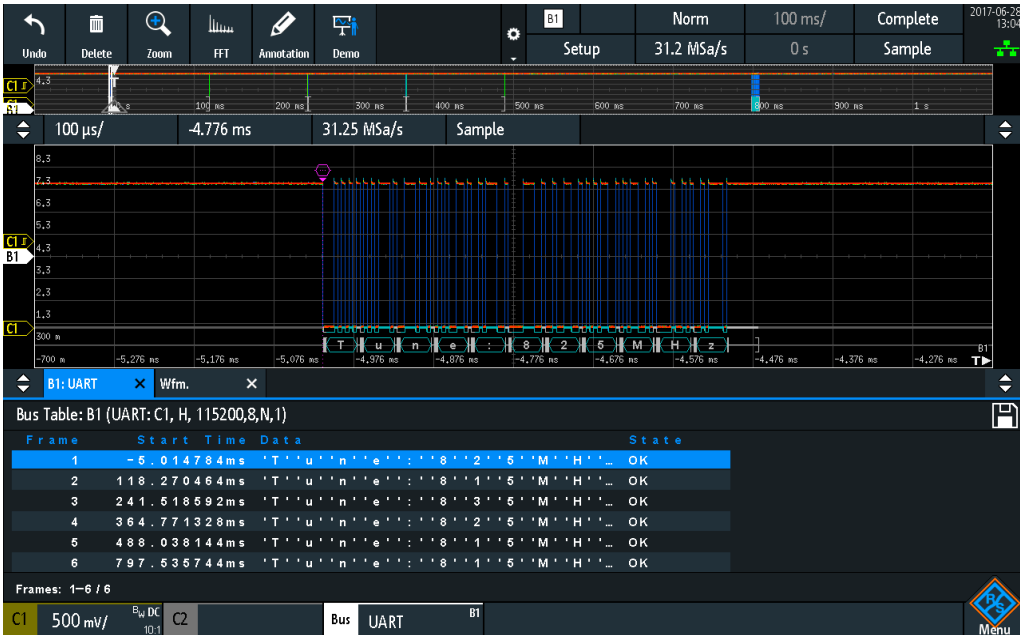 B1 Norm 100 ms/ Complete 2017-06-28
13:04
Undo Delete Zoom FFT Annotation Demo Setup 31.2 MSa/s 0 s Sample
C1 4.3
B1 100 ms 200 ms 300 ms 400 ms 500 ms 600 ms 700 ms 800 ms 900 ms 1 s
100 µs/ -4.776 ms 31.25 MSa/s Sample
8.3
7.3
6.3
5.3
C1
4.3
B1
3.3
2.3
1.3
C1
300 m
T u n e : 8 2 5 M H z B1
-700 m -5,276 ms -5,176 ms -5,076 ms -4,976 ms -4,876 ms -4,776 ms -4,676 ms -4,576 ms -4,476 ms -4,376 ms -4,276 ms T
B1: UART × Wfm. ×
Bus Table: B1 (UART: C1, H, 115200,8,N,1)
Frame Start Time Data State
1 -5.014784ms 'T''u''n''e'':''8''2''5''M''H''… OK
2 118.270464ms 'T''u''n''e'':''8''1''5''M''H''… OK
3 241.518592ms 'T''u''n''e'':''8''3''5''M''H''… OK
4 364.771328ms 'T''u''n''e'':''8''2''5''M''H''… OK
5 488.038144ms 'T''u''n''e'':''8''1''5''M''H''… OK
6 797.535744ms 'T''u''n''e'':''8''1''5''M''H''… OK
Frames: 1–6 / 6
C1 500 mV/ BW DC 10:1 C2 Bus UART B1
R&S
Menu